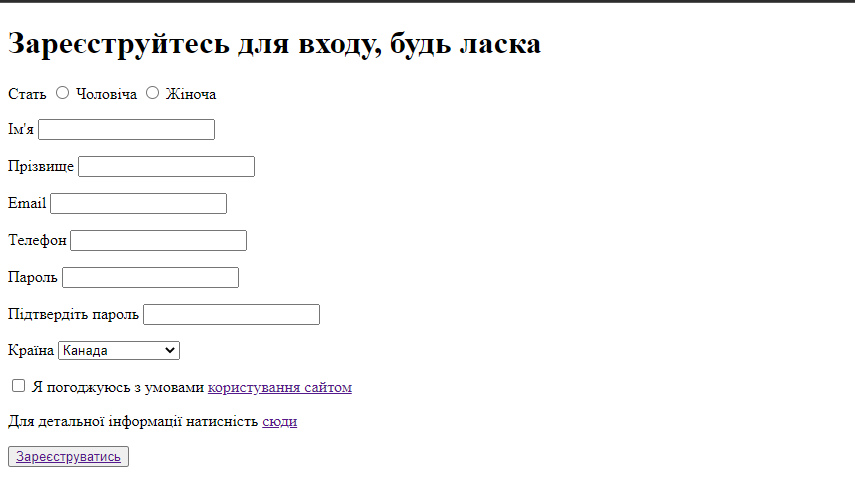 Зареєструйтесь для входу, будь ласка
Стать Чоловіча Жіноча
Ім'я
Прізвище
Email
Телефон
Пароль
Підтвердіть пароль
Країна Канада
Я погоджуюсь з умовами користування сайтом
Для детальної інформації натисність сюди
Зареєструватись